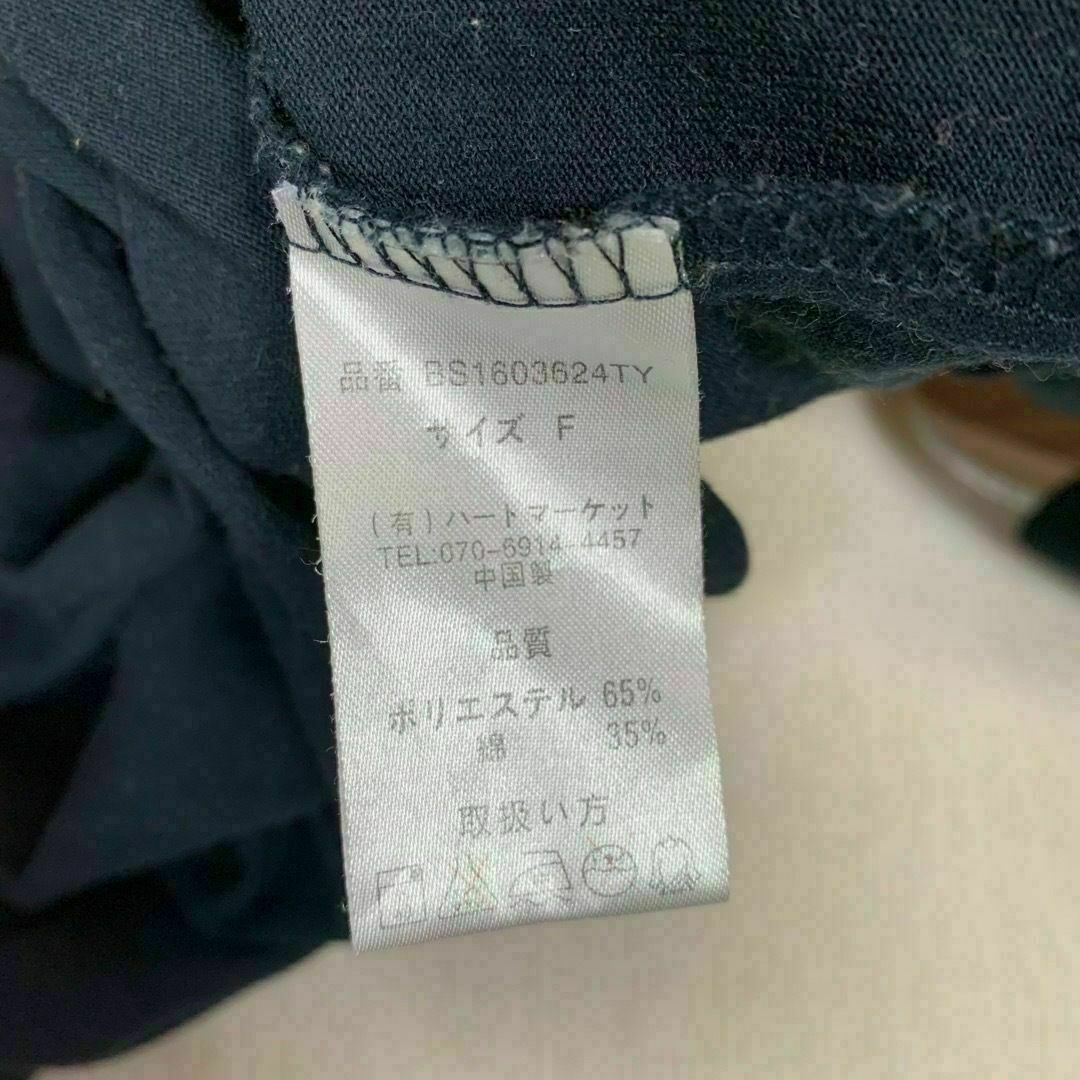 品番 BS1603624TY
サイズ F
(有)ハートマーケット
TEL:070-6914-4457
中国製
品質
ポリエステル 65%
綿 35%
取扱い方